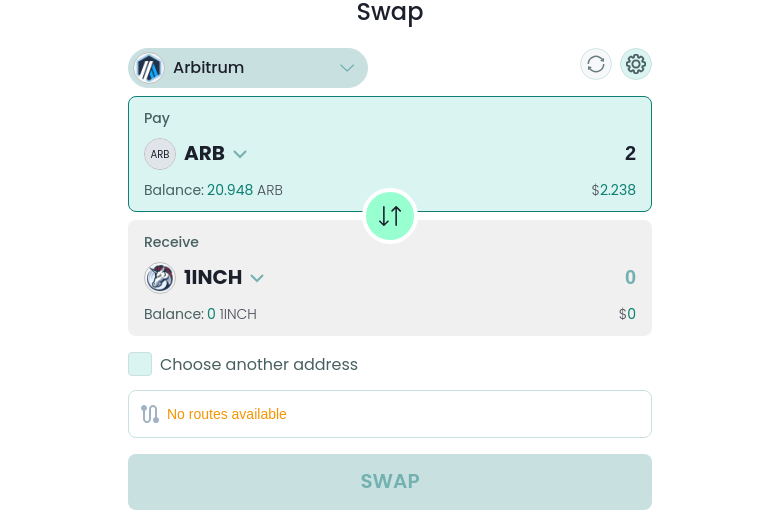 Swap
Arbitrum
Pay
ARB ARB 2
Balance: 20.948 ARB $2.238
Receive
1INCH 0
Balance: 0 1INCH $0
Choose another address
No routes available
SWAP